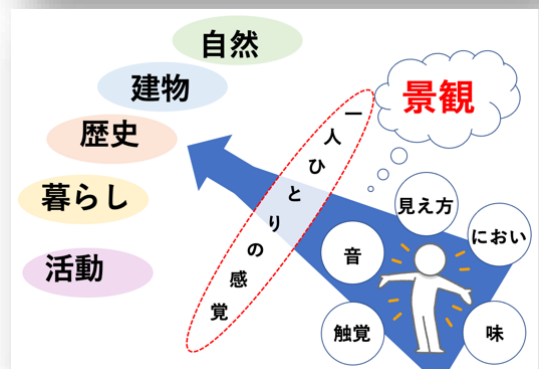 自然
建物
歴史
暮らし
活動
一人ひとりの感覚
景観
見え方
におい
音
触覚
味